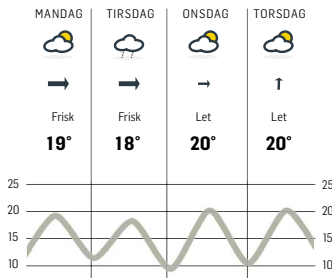 MANDAG TIRSDAG ONSDAG TORSDAG
Frisk Frisk Let Let
19° 18° 20° 20°
25 25
20 20
15 15
10 10